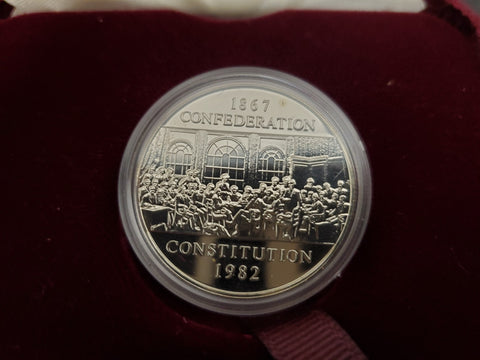 1867
CONFEDERATION
CONSTITUTION
1982